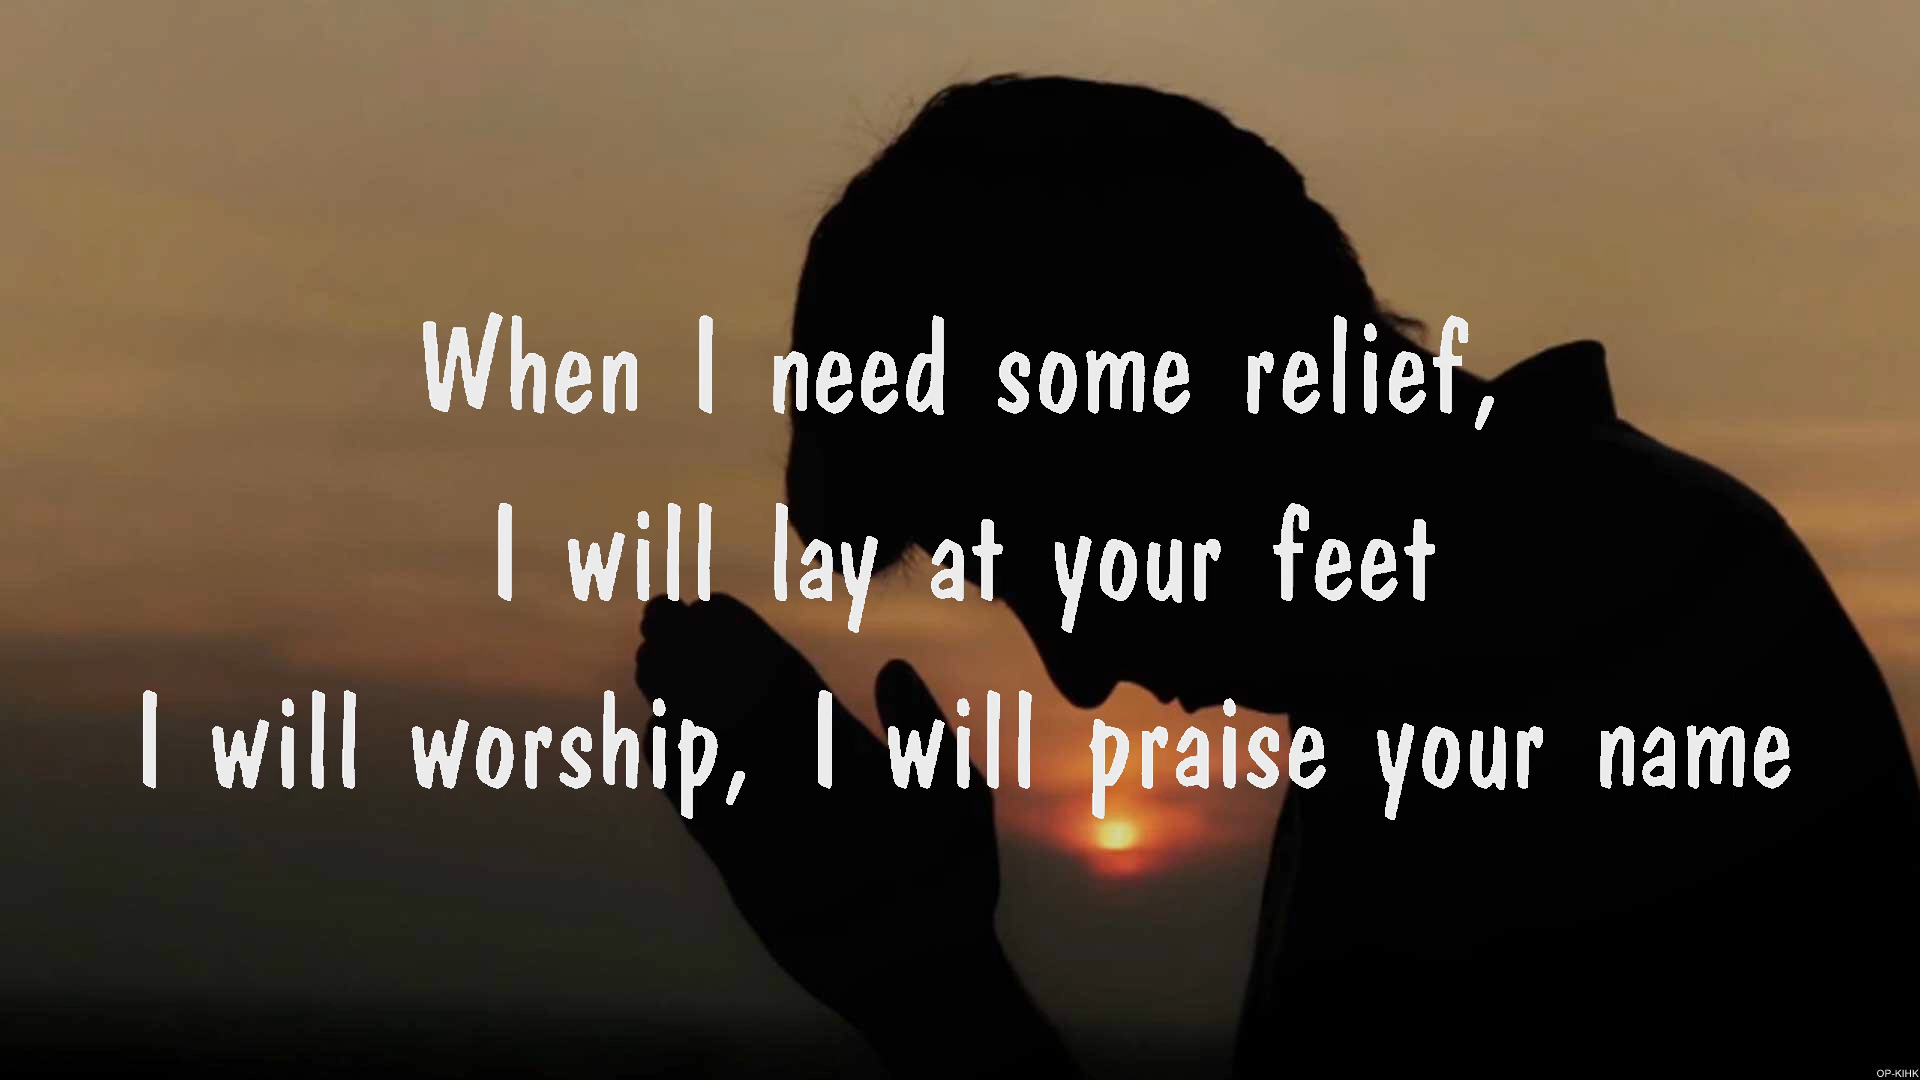 When I need some relief,
I will lay at your feet
I will worship, I will praise your name
OP-KIHK